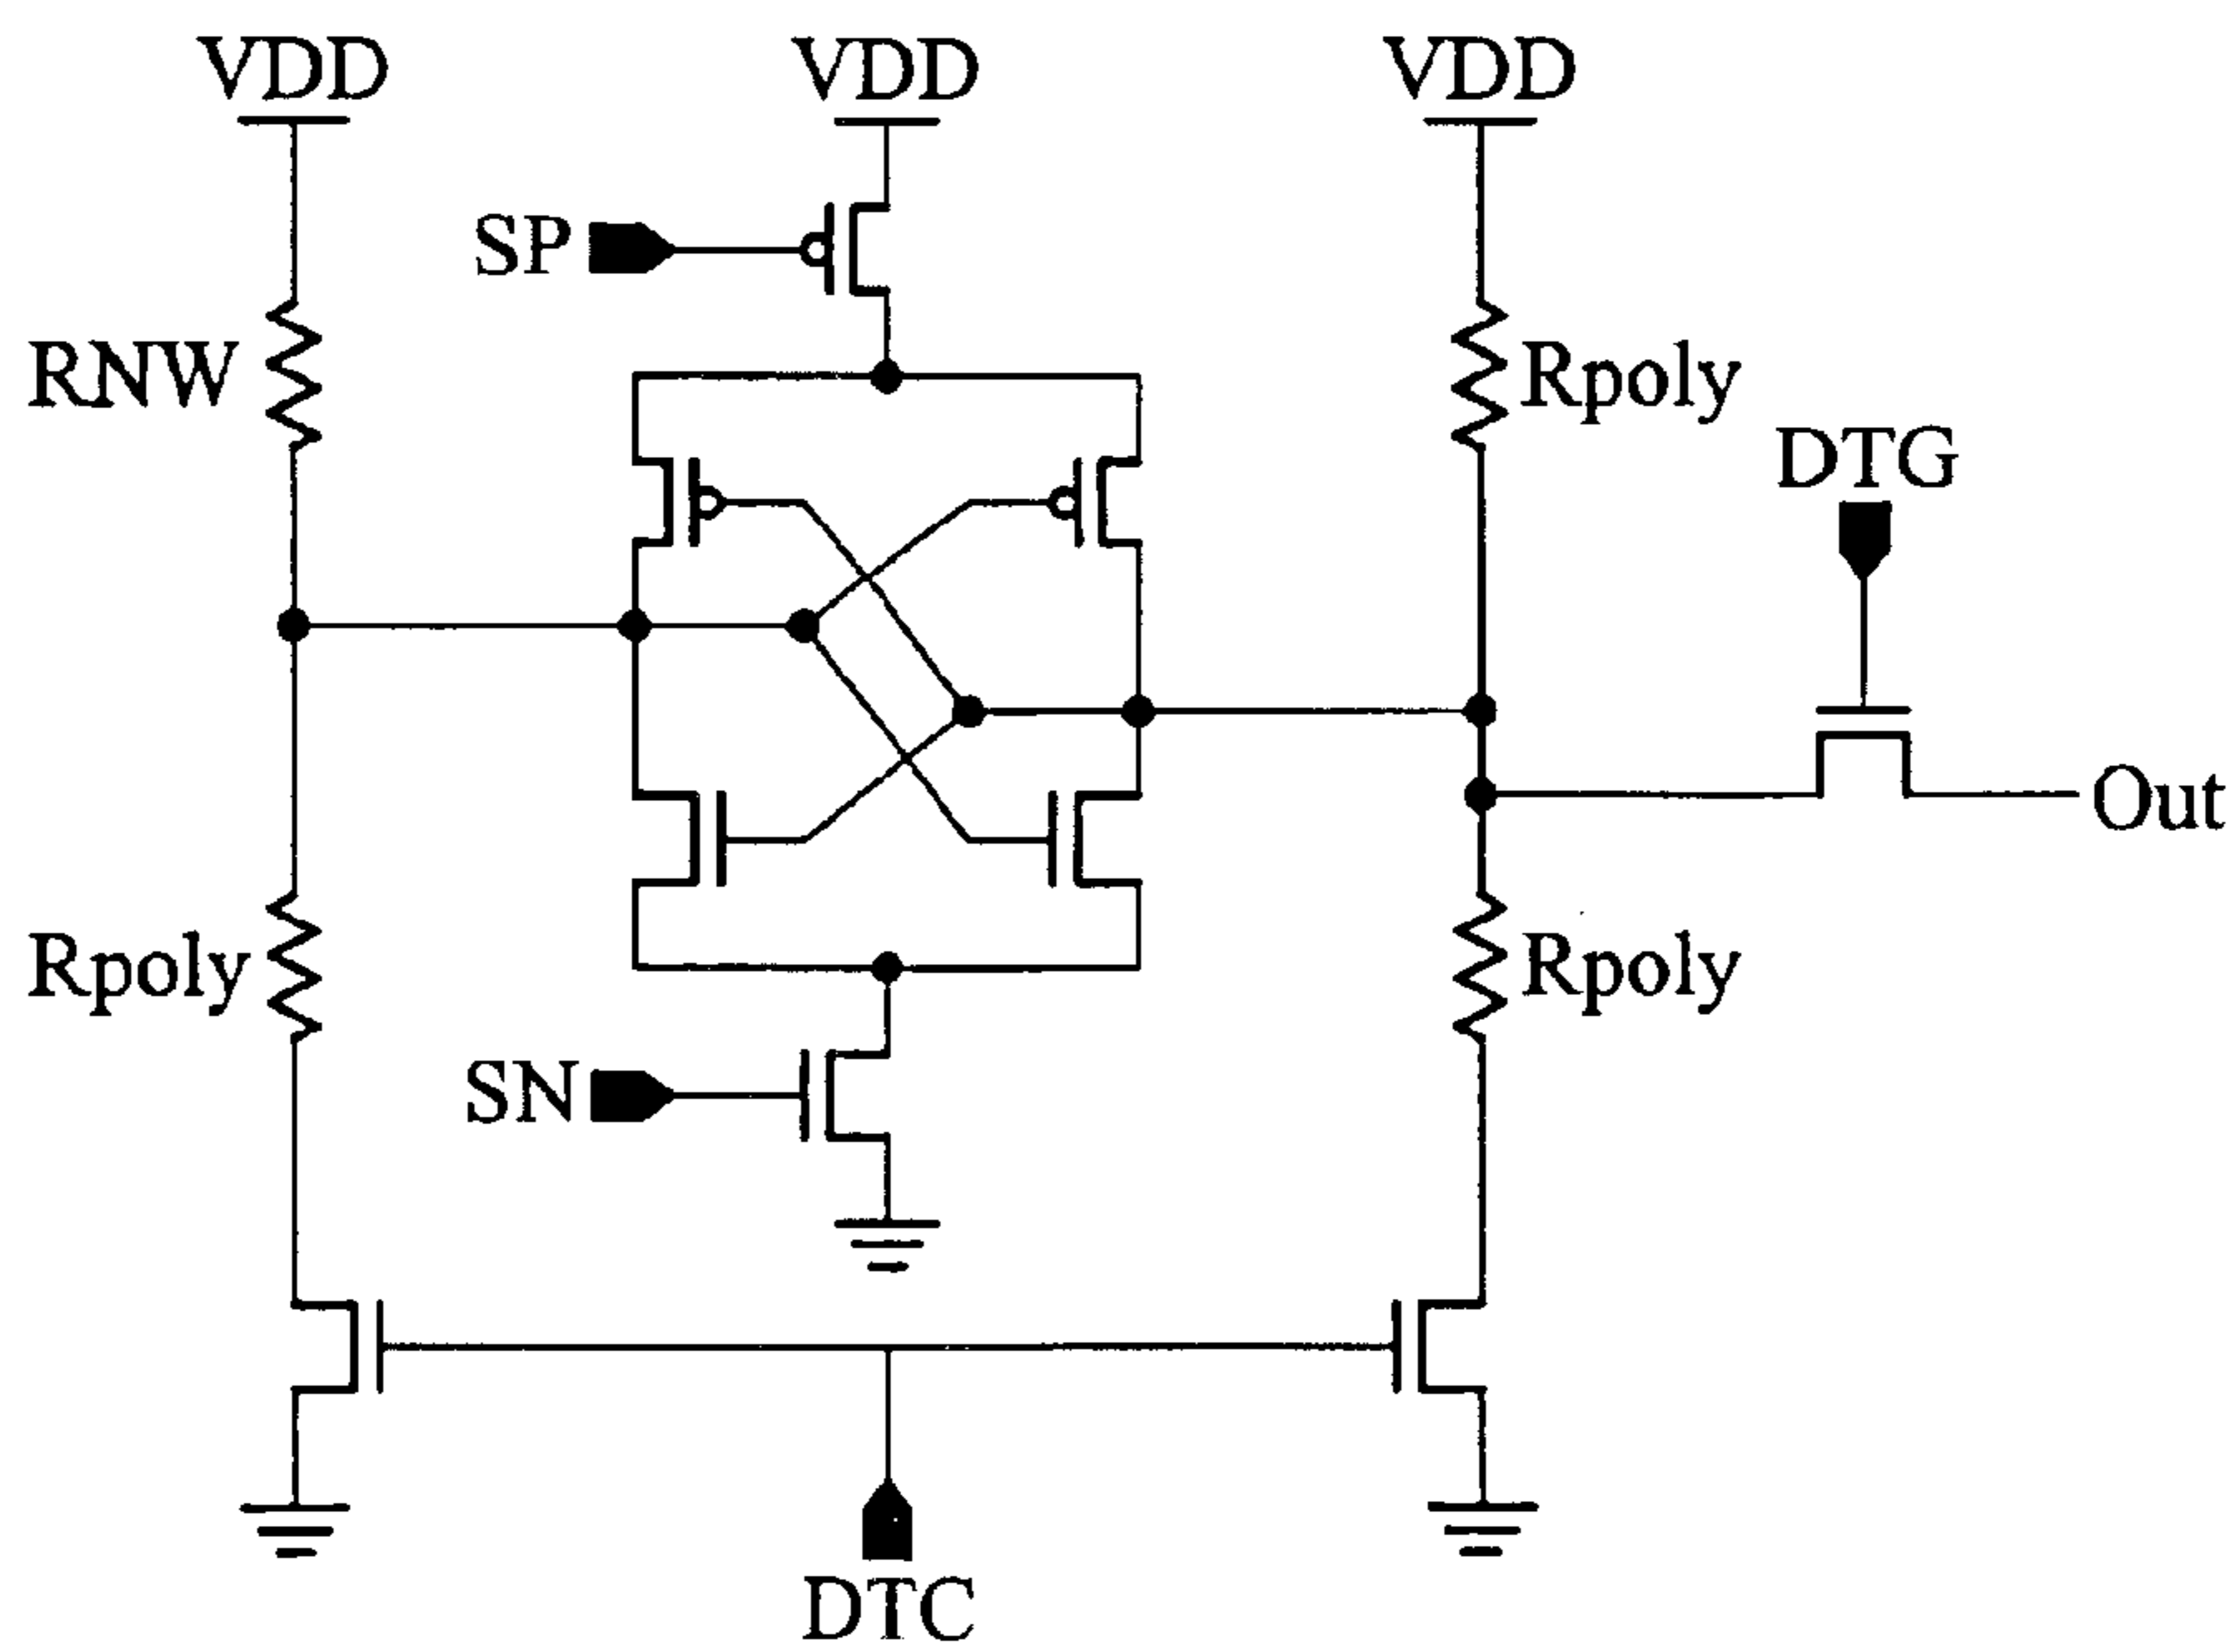 VDD VDD VDD
SP
RNW Rpoly
DTG
Out
Rpoly Rpoly
SN
DTC